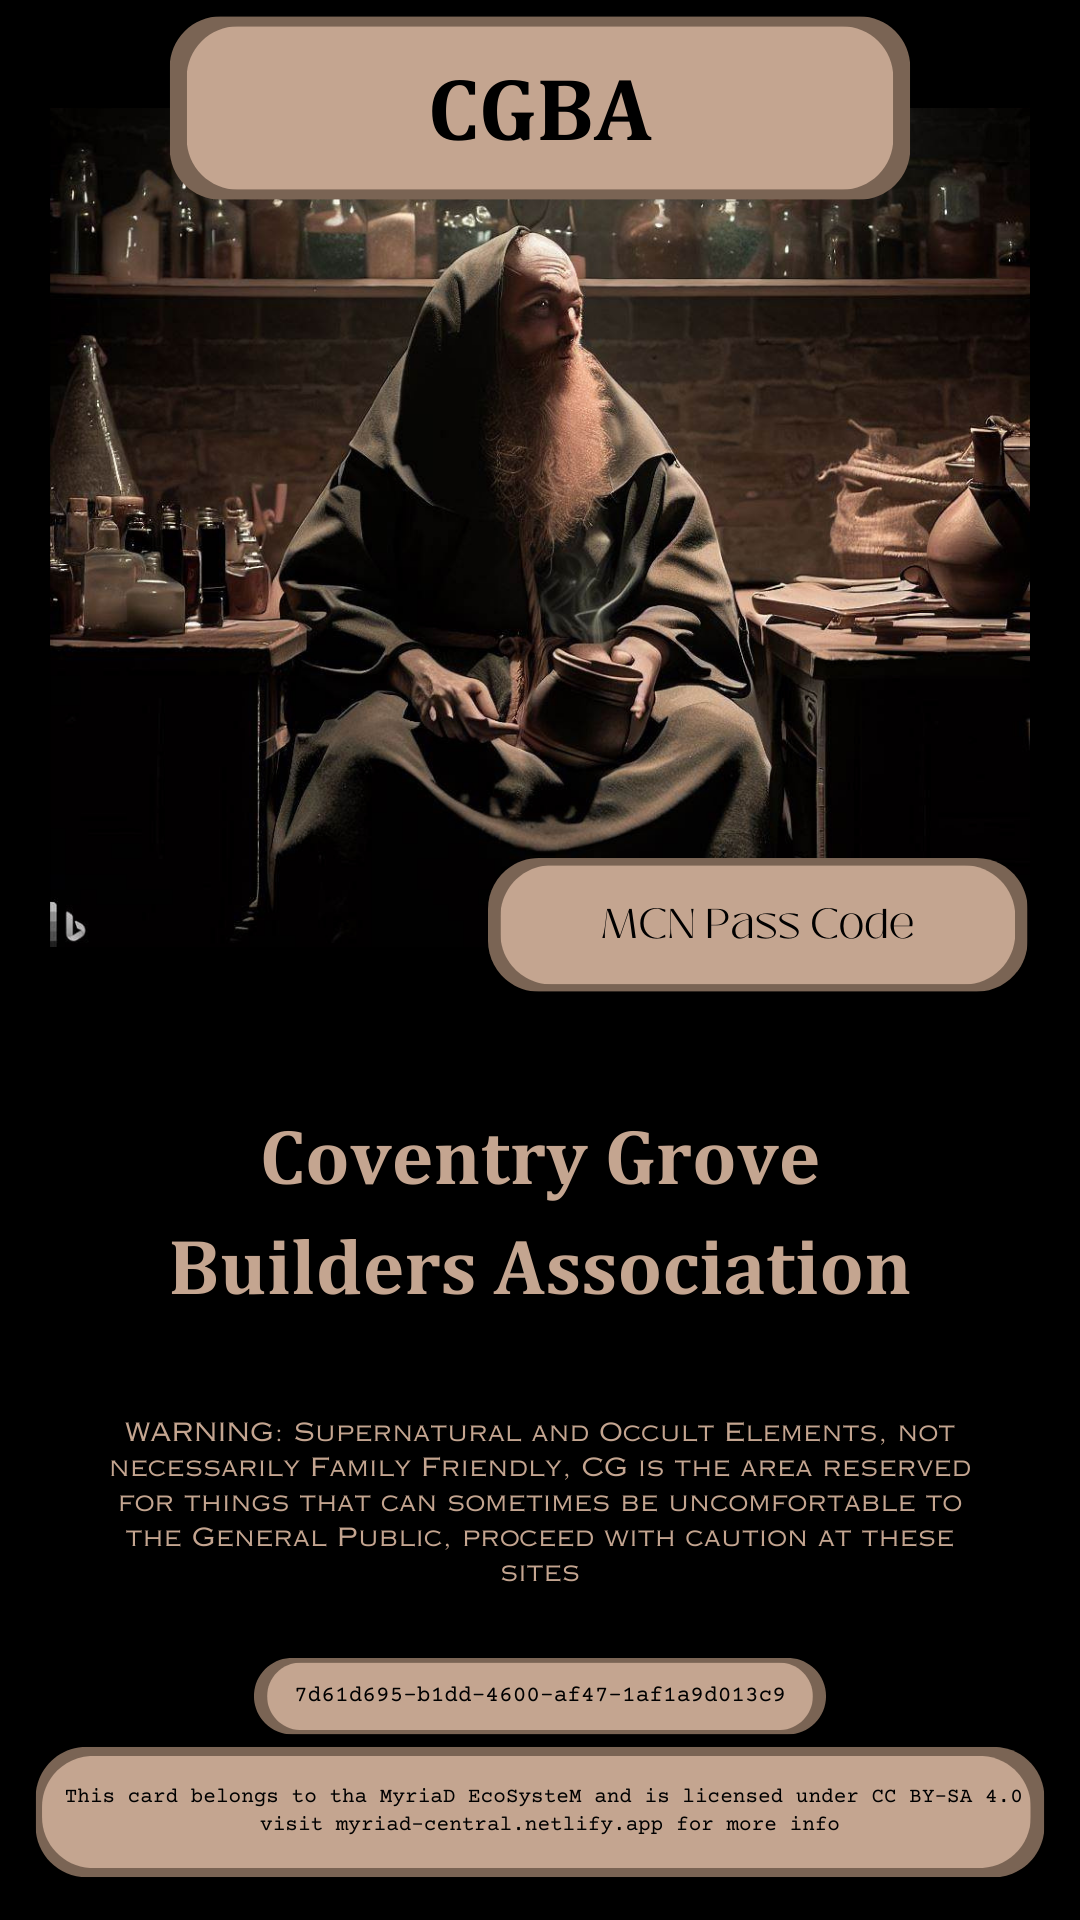 CGBA
MCN Pass Code
Coventry Grove
Builders Association
WARNING: Supernatural and Occult Elements, not
necessarily Family Friendly, CG is the area reserved
for things that can sometimes be uncomfortable to
the General Public, proceed with caution at these
sites
7d61d695-b1dd-4600-af47-1af1a9d013c9
This card belongs to tha MyriaD EcoSysteM and is licensed under CC BY-SA 4.0
visit myriad-central.netlify.app for more info